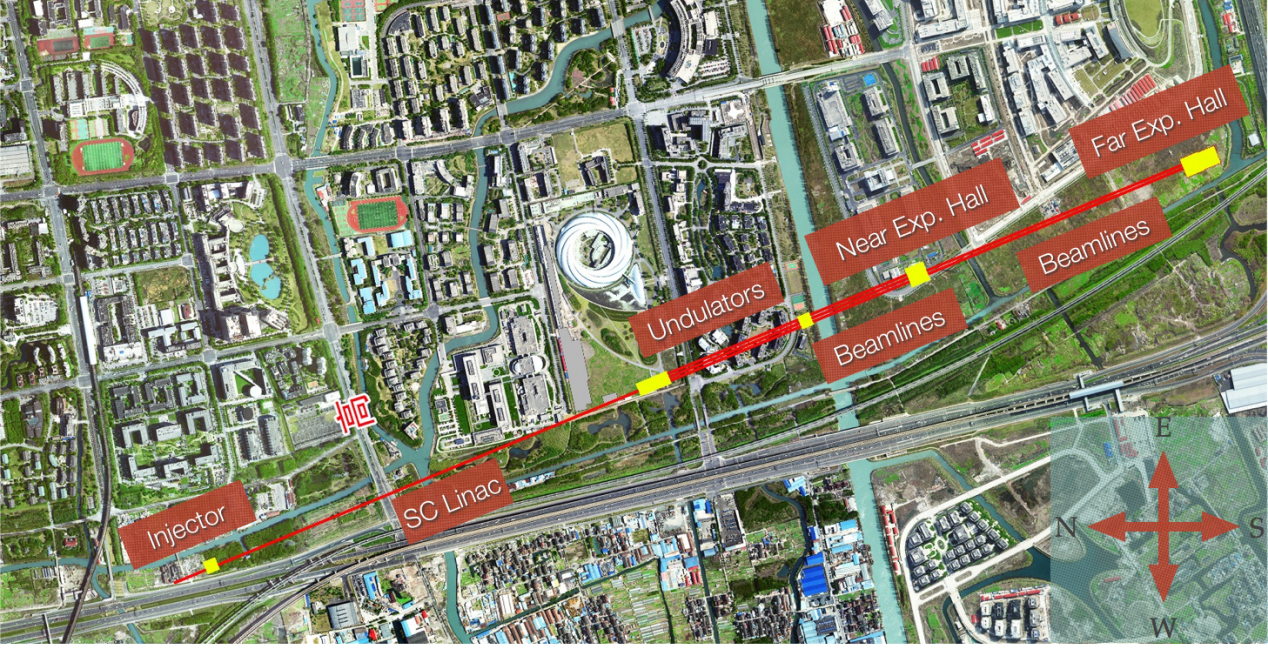 Far Exp. Hall
Near Exp. Hall
Beamlines
Undulators
Beamlines
SC Linac
Injector
E
N
S
W